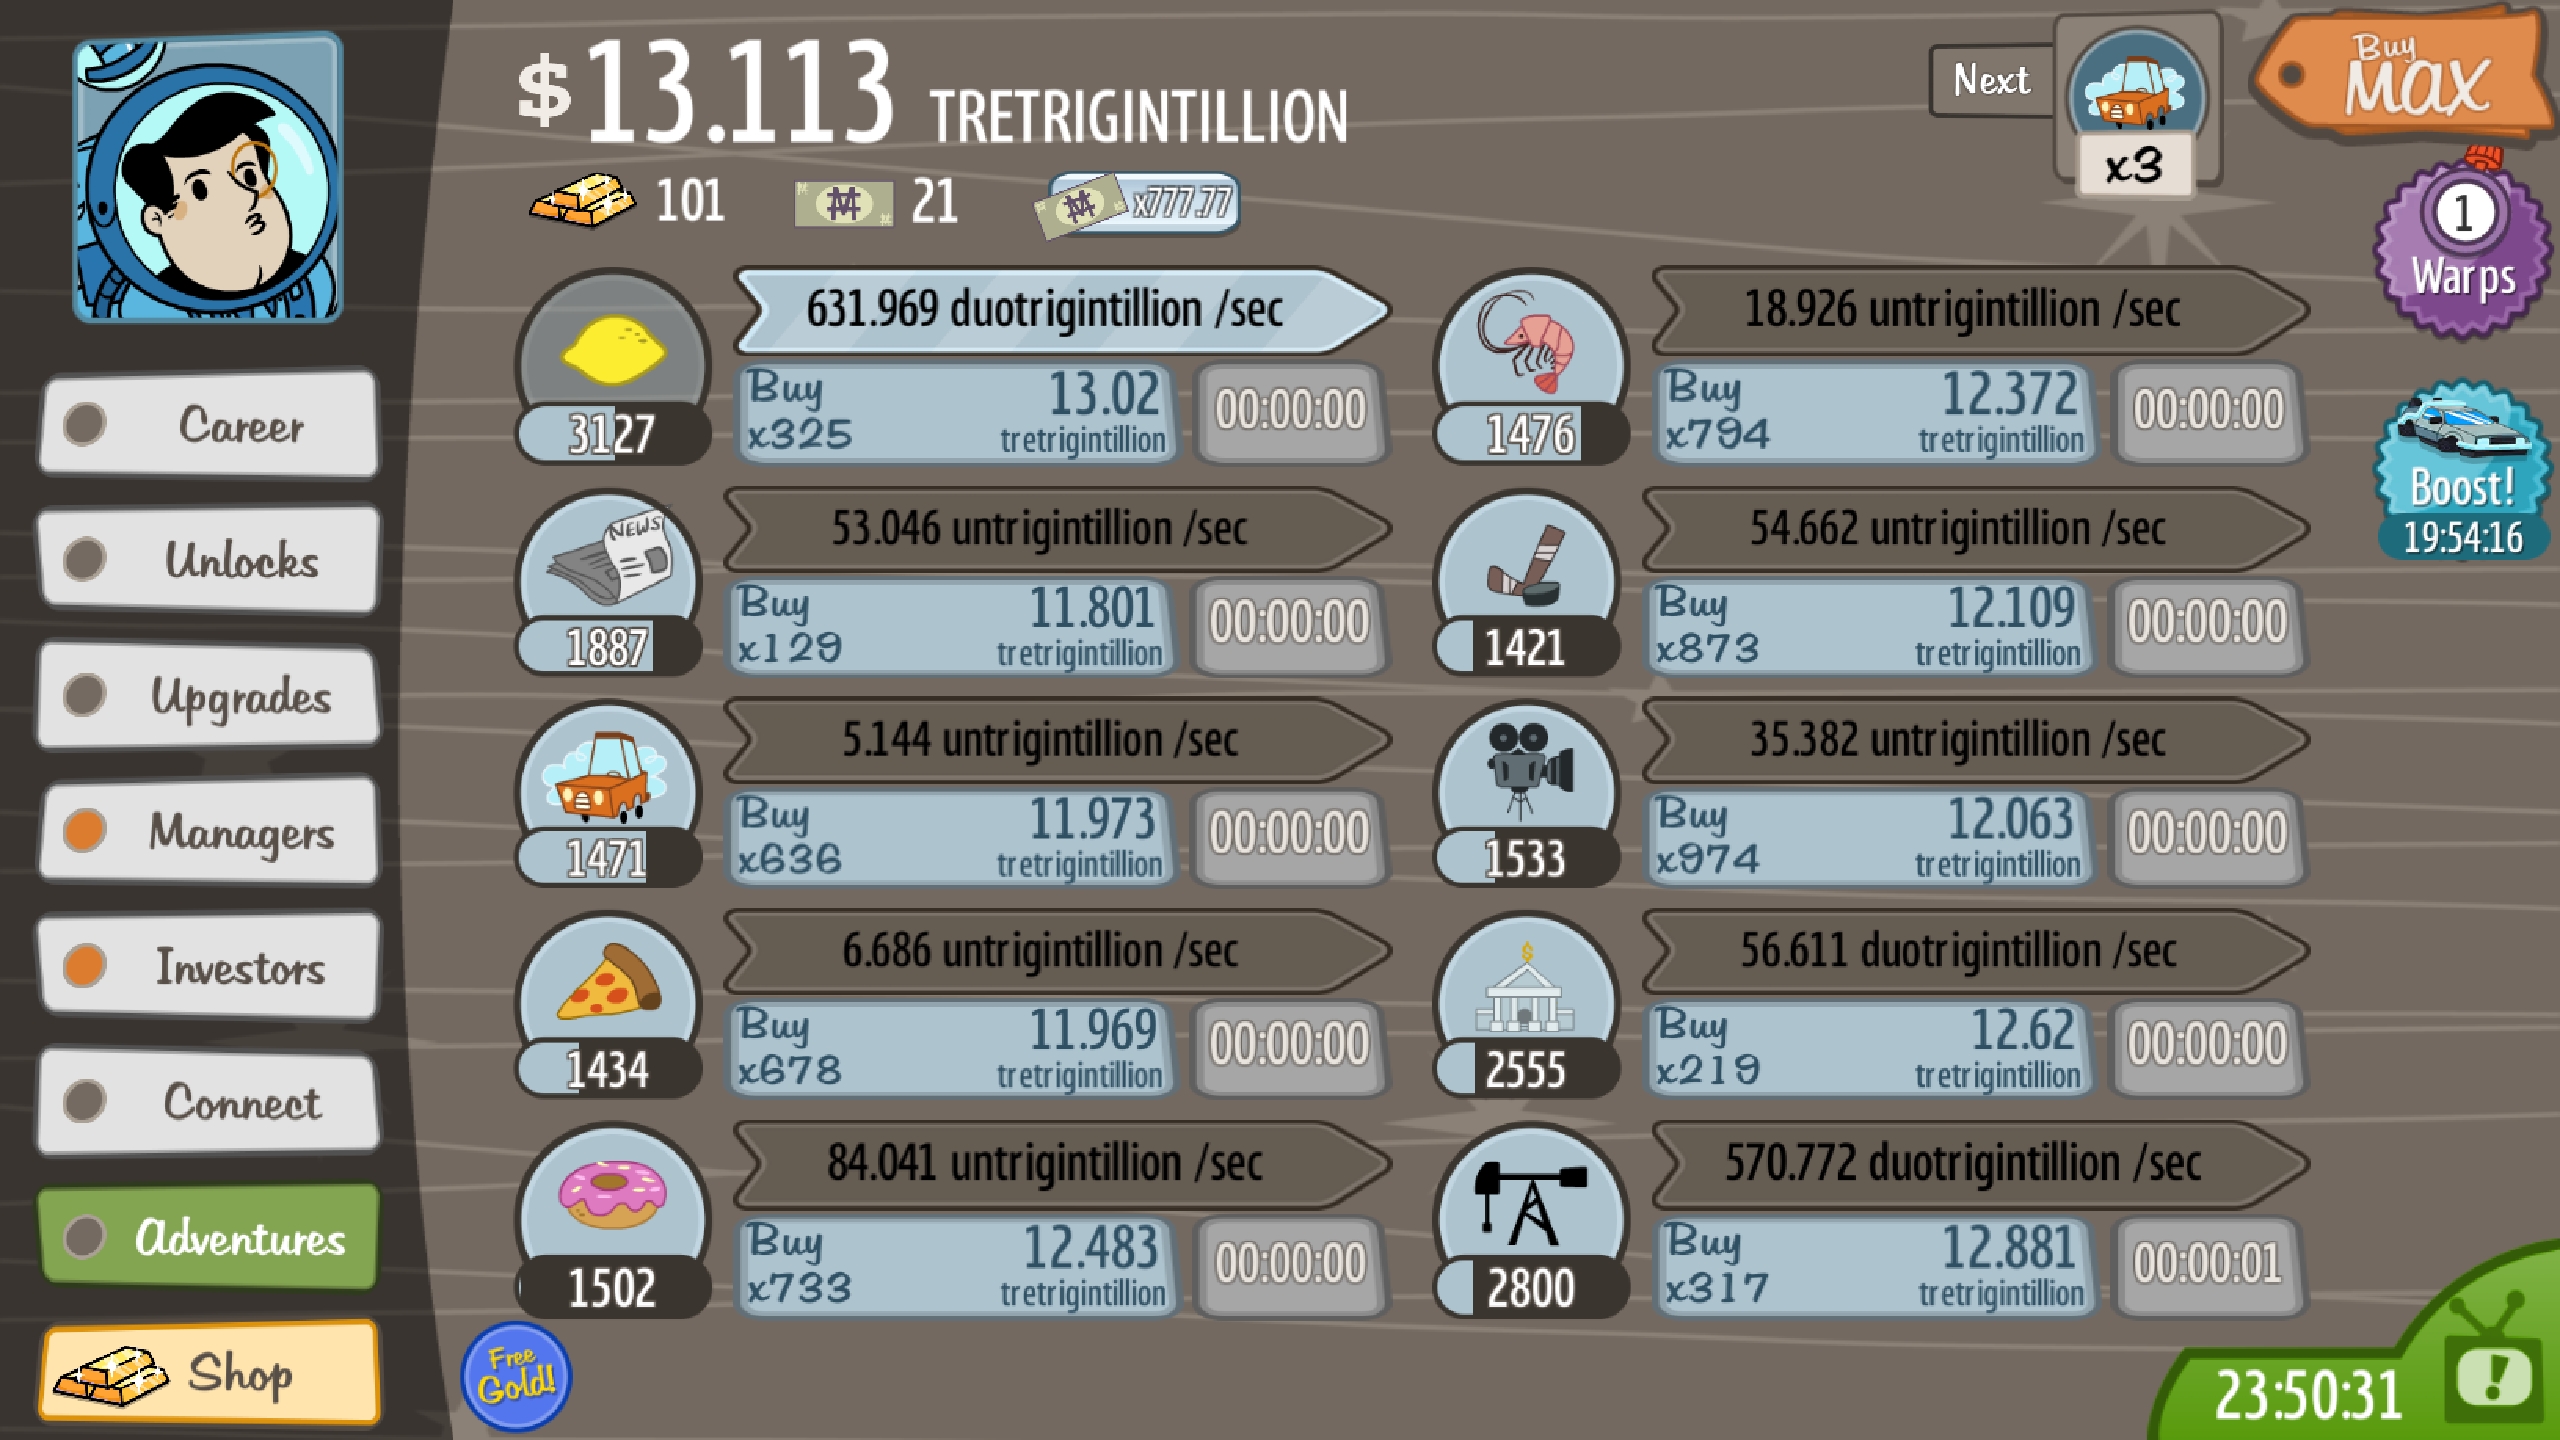 $13.113 TRETRIGINTILLION
Next
x3
Buy
MAX
101
21
x777.77
1
Warps
Boost!
19:54:16
Career
Unlocks
Upgrades
Managers
Investors
Connect
Adventures
Shop
631.969 duotrigintillion /sec
3127
Buy
x325
13.02
tretrigintillion
00:00:00
NEWS
53.046 untrigintillion /sec
1887
Buy
x129
11.801
tretrigintillion
00:00:00
5.144 untrigintillion /sec
1471
Buy
x636
11.973
tretrigintillion
00:00:00
6.686 untrigintillion /sec
1434
Buy
x678
11.969
tretrigintillion
00:00:00
84.041 untrigintillion /sec
1502
Buy
x733
12.483
tretrigintillion
00:00:00
18.926 untrigintillion /sec
1476
Buy
x794
12.372
tretrigintillion
00:00:00
54.662 untrigintillion /sec
1421
Buy
x873
12.109
tretrigintillion
00:00:00
35.382 untrigintillion /sec
1533
Buy
x974
12.063
tretrigintillion
00:00:00
$
56.611 duotrigintillion /sec
2555
Buy
x219
12.62
tretrigintillion
00:00:00
570.772 duotrigintillion /sec
2800
Buy
x317
12.881
tretrigintillion
00:00:01
Free
Gold!
23:50:31
!